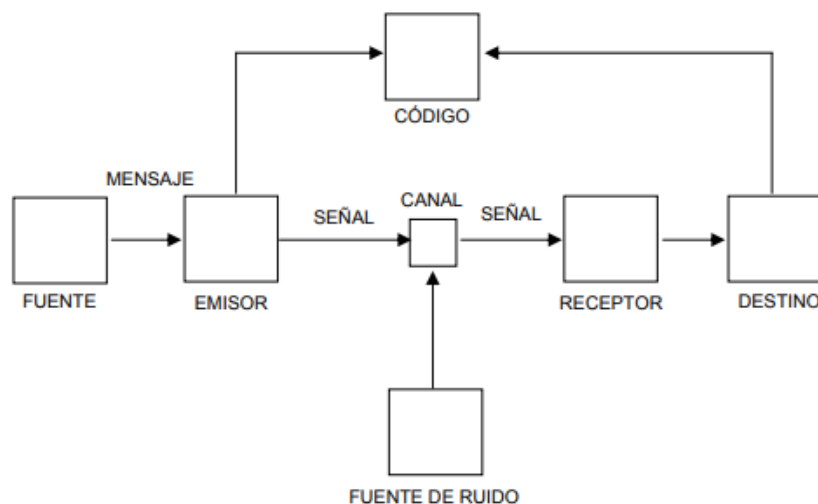 CÓDIGO
MENSAJE
CANAL
SEÑAL
SEÑAL
FUENTE
EMISOR
RECEPTOR
DESTINO
FUENTE DE RUIDO